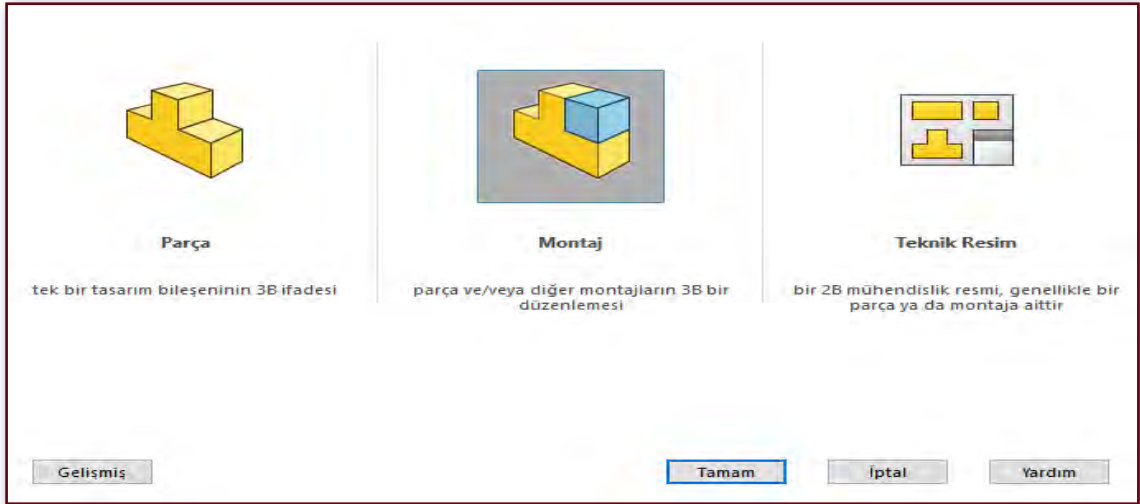 Parça
tek bir tasarım bileşeninin 3B ifadesi
Montaj
parça ve/veya diğer montajların 3B bir
düzenlemesi
Teknik Resim
bir 2B mühendislik resmi, genellikle bir
parça ya da montaja aittir
Gelişmiş
Tamam
İptal
Yardım